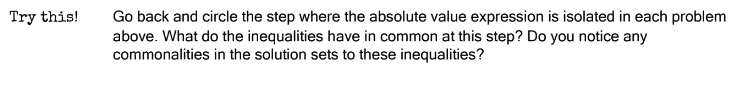 Try this! Go back and circle the step where the absolute value expression is isolated in each problem
above. What do the inequalities have in common at this step? Do you notice any
commonalities in the solution sets to these inequalities?